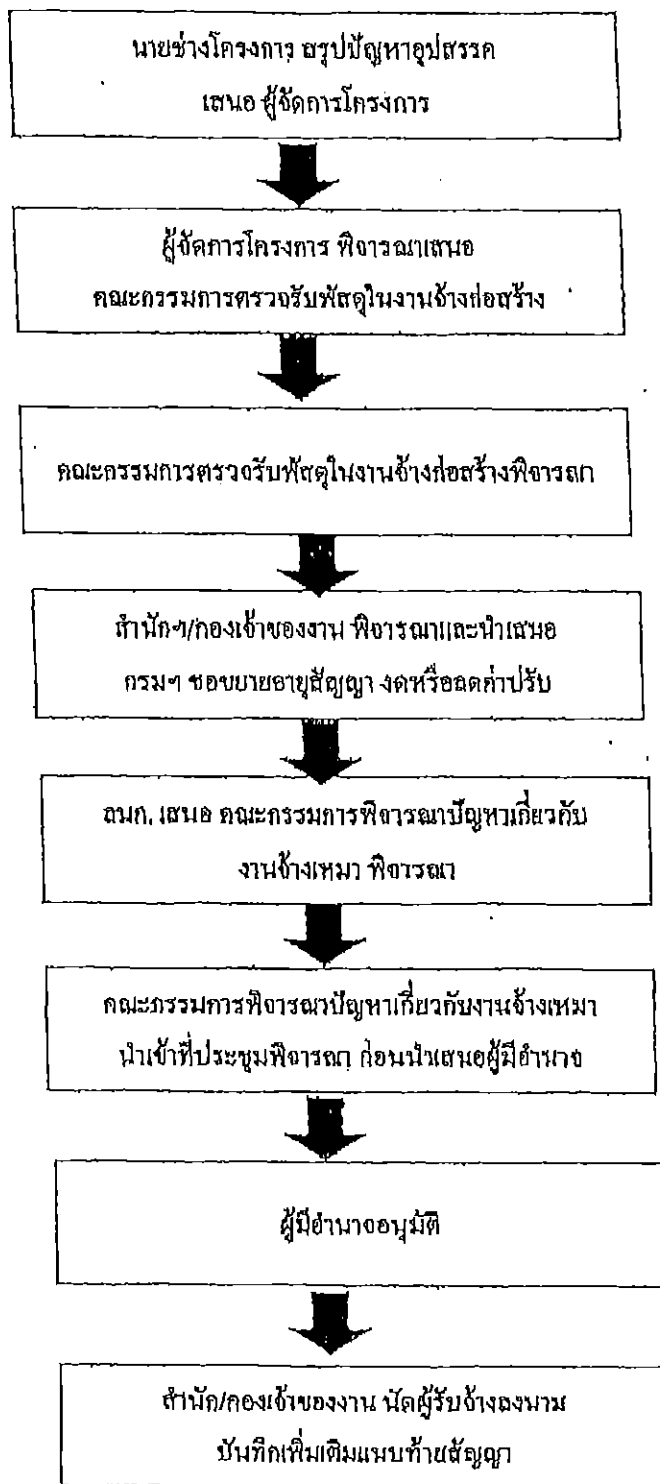 นายช่างโครงการ สรุปปัญหาอุปสรรค
เสนอ ผู้จัดการโครงการ
ผู้จัดการโครงการ พิจารณาเสนอ
คณะกรรมการตรวจรับพัสดุในงานจ้างก่อสร้าง
คณะกรรมการตรวจรับพัสดุในงานจ้างก่อสร้างพิจารณา
สำนักฯ/กองเจ้าของงาน พิจารณาและนำเสนอ
กรมฯ ขอขยายอายุสัญญา งดหรือลดค่าปรับ
ลนก. เสนอ คณะกรรมการพิจารณาปัญหาเกี่ยวกับ
งานจ้างเหมา พิจารณา
คณะกรรมการพิจารณาปัญหาเกี่ยวกับงานจ้างเหมา
นำเข้าที่ประชุมพิจารณา ก่อนนำเสนอผู้มีอำนาจ
ผู้มีอำนาจอนุมัติ
สำนัก/กองเจ้าของงาน นัดผู้รับจ้างลงนาม
บันทึกเพิ่มเติมแนบท้ายสัญญา